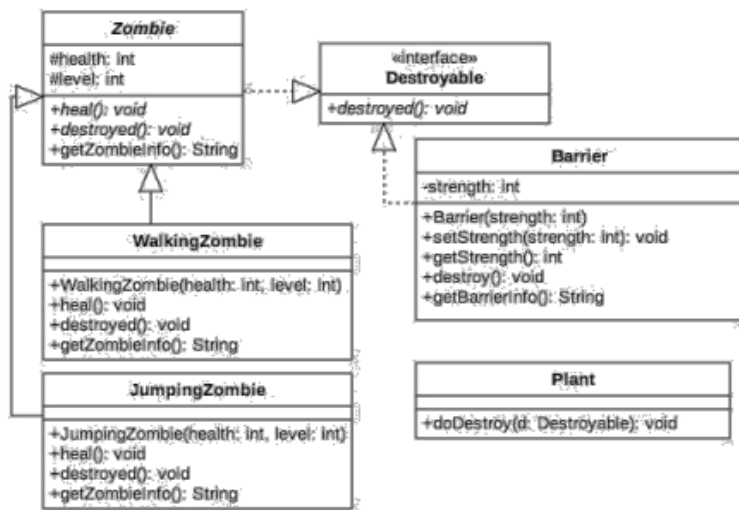 Zombie
#health: int
#level: int
+heal(): void
+destroyed(): void
+getZombieInfo(): String
«interface»
Destroyable
+destroyed(): void
Barrier
-strength: int
+Barrier(strength: int)
+setStrength(strength: int): void
+getStrength(): int
+destroy(): void
+getBarrierInfo(): String
WalkingZombie
+WalkingZombie(health: int, level: int)
+heal(): void
+destroyed(): void
+getZombieInfo(): String
JumpingZombie
+JumpingZombie(health: int, level: int)
+heal(): void
+destroyed(): void
+getZombieInfo(): String
Plant
+doDestroy(d: Destroyable): void